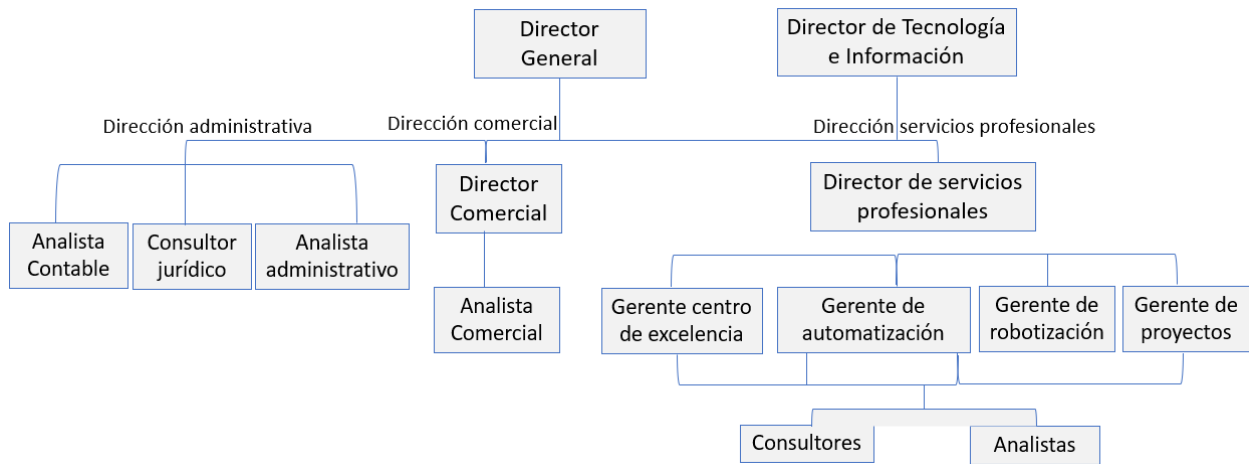 Director
General
Director de Tecnología
e Información
Dirección administrativa
Dirección comercial
Dirección servicios profesionales
Director
Comercial
Director de servicios
profesionales
Analista
Contable
Consultor
jurídico
Analista
administrativo
Analista
Comercial
Gerente centro
de excelencia
Gerente de
automatización
Gerente de
robotización
Gerente de
proyectos
Consultores
Analistas